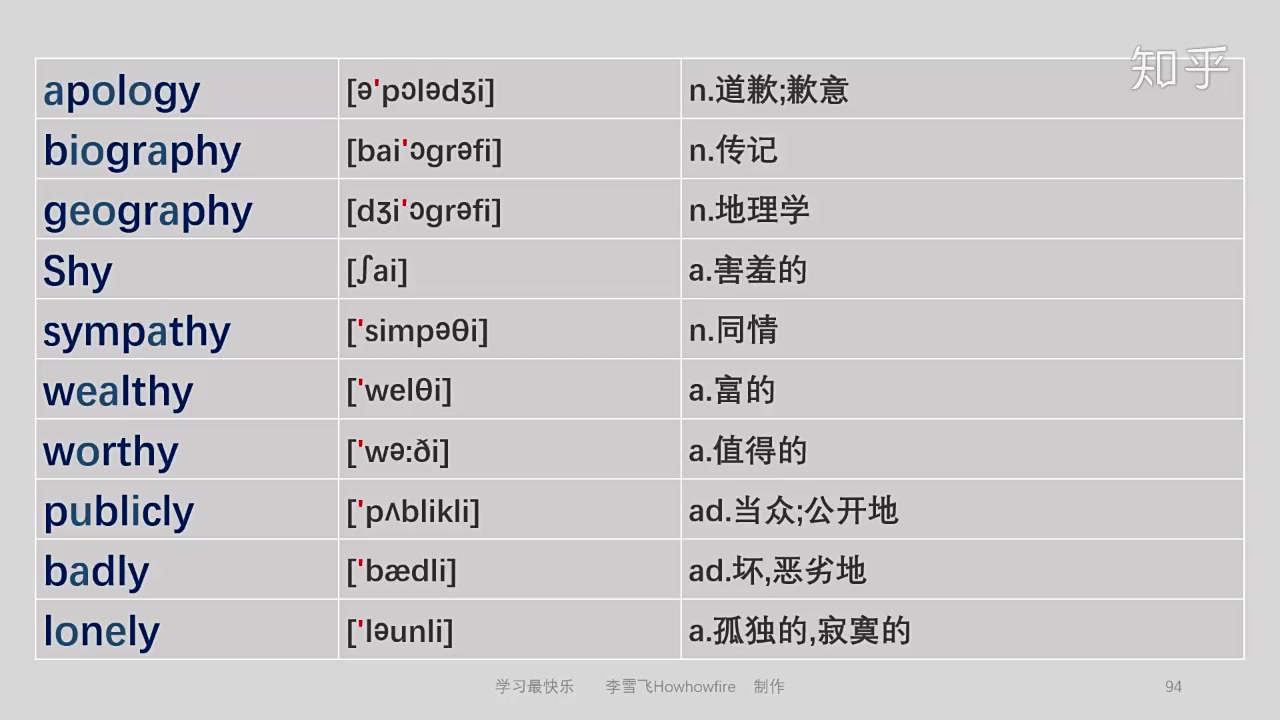 知乎
apology [ə'pɔlədʒi] n.道歉;歉意
biography [bai'ɔgrəfi] n.传记
geography [dʒi'ɔgrəfi] n.地理学
Shy [ʃai] a.害羞的
sympathy ['simpəθi] n.同情
wealthy ['welθi] a.富的
worthy ['wə:ði] a.值得的
publicly ['pʌblikli] ad.当众;公开地
badly ['bædli] ad.坏,恶劣地
lonely ['ləunli] a.孤独的,寂寞的
学习最快乐 李雪飞Howhowfire 制作 94